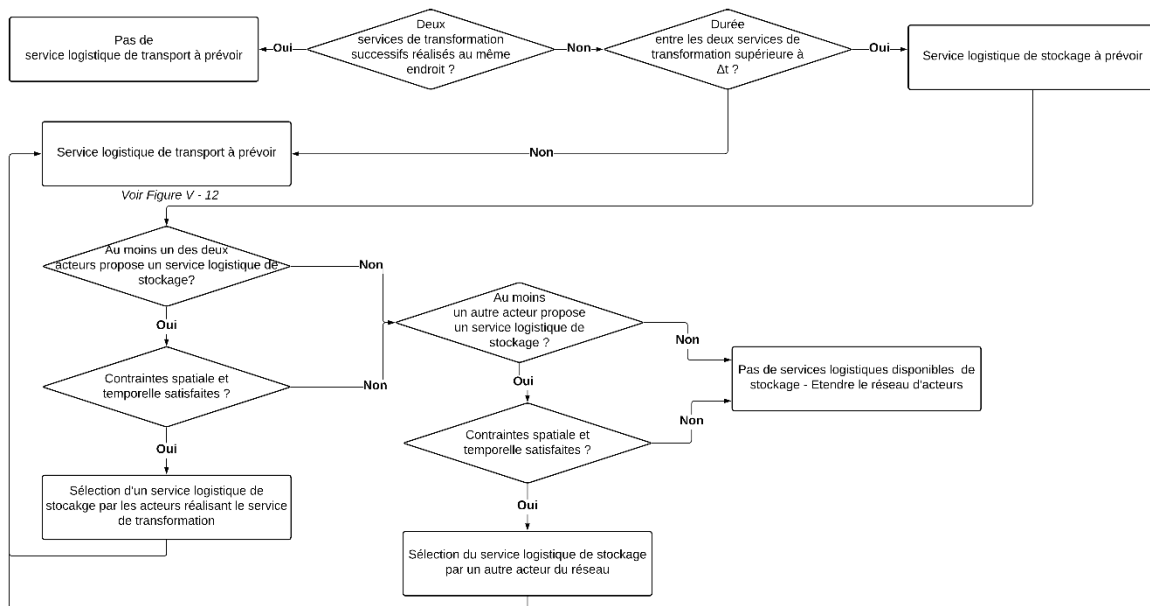 Pas de
service logistique de transport à prévoir
Oui
Deux
services de transformation
successifs réalisés au même
endroit ?
Non
Durée
entre les deux services de
transformation supérieure à
Δt ?
Oui
Service logistique de stockage à prévoir
Service logistique de transport à prévoir
Non
Voir Figure V - 12
Au moins un des deux
acteurs propose un service logistique de
stockage?
Non
Oui
Contraintes spatiale et
temporelle satisfaites ?
Non
Oui
Sélection d'un service logistique de
stocakge par les acteurs réalisant le service
de transformation
Au moins
un autre acteur propose
un service logistique de
stockage ?
Non
Oui
Pas de services logistiques disponibles de
stockage - Etendre le réseau d'acteurs
Contraintes spatiale et
temporelle satisfaites ?
Non
Oui
Sélection du service logistique de stockage
par un autre acteur du réseau